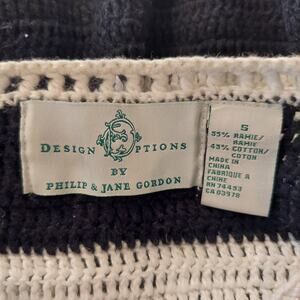 DESIGN OPTIONS
BY
PHILIP & JANE GORDON
S
55% RAMIE/
RAMIE
45% COTTON/
COTON
MADE IN
CHINA
FABRIQUE A
CHINE
RN 74493
CA 03978